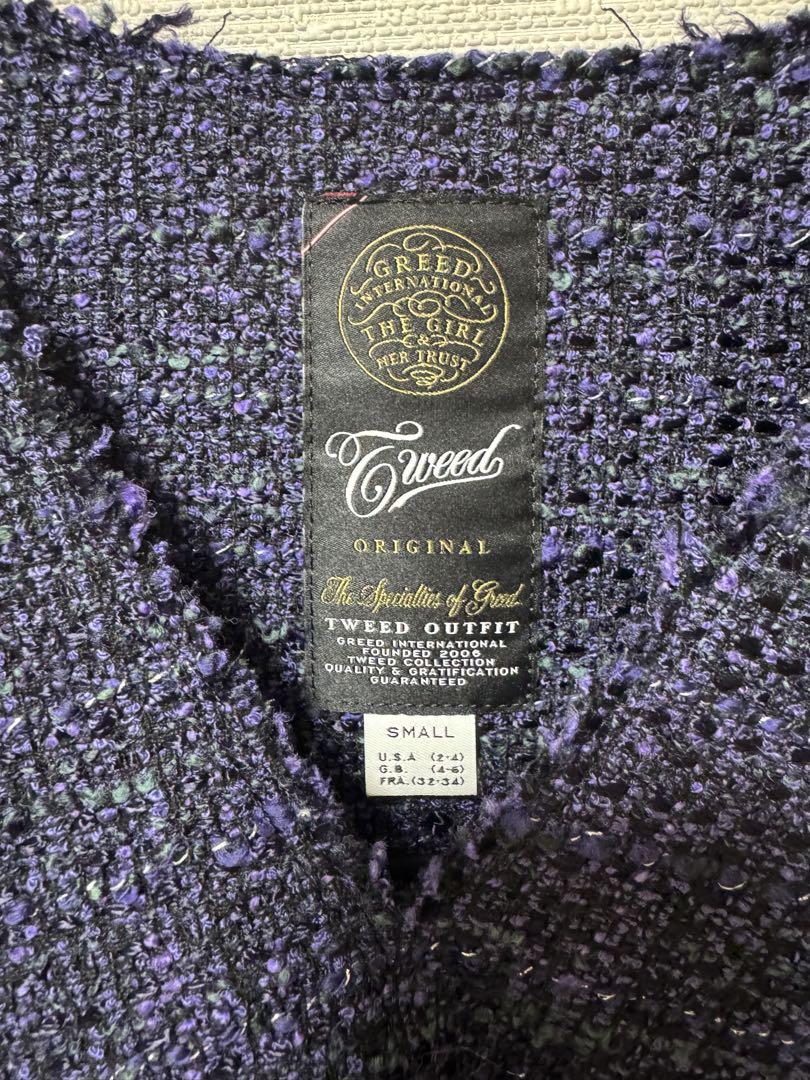 GREED
INTERNATIONAL
THE GIRL
&
HER TRUST
Tweed
ORIGINAL
The Specialties of Greed
TWEED OUTFIT
GREED INTERNATIONAL
FOUNDED 2006
TWEED COLLECTION
QUALITY & GRATIFICATION
GUARANTEED
SMALL
U.S.A (2-4)
G.B. (4-6)
FRA. (32-34)